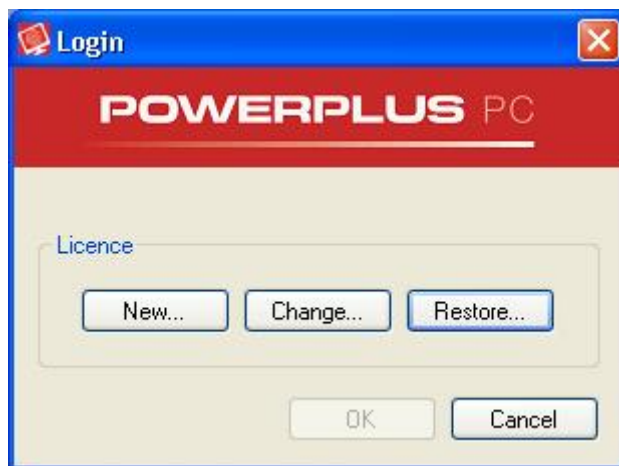 Login
POWERPLUS PC
Licence
New... Change... Restore...
OK Cancel